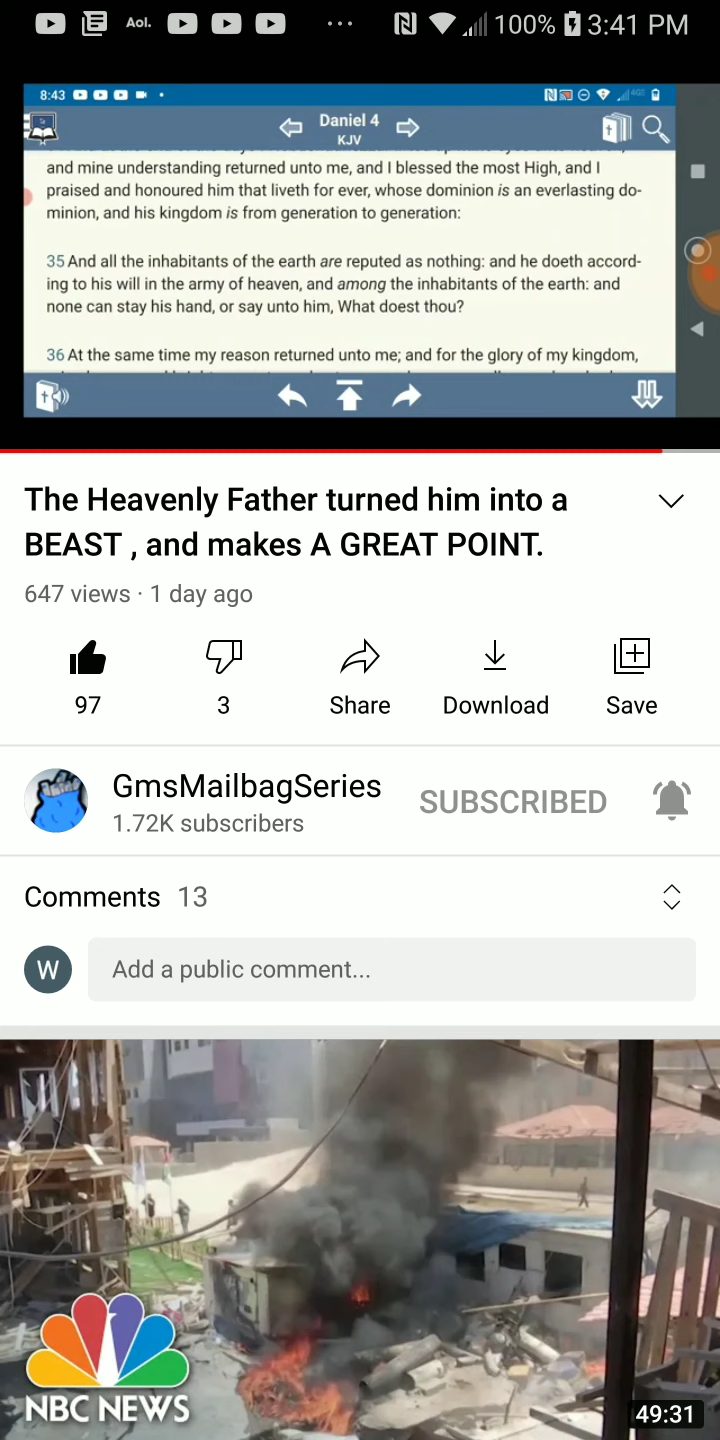 Aol.
100%
3:41 PM
8:43
4GE
Daniel 4
KJV
and mine understanding returned unto me, and I blessed the most High, and I
praised and honoured him that liveth for ever, whose dominion is an everlasting do-
minion, and his kingdom is from generation to generation:
35 And all the inhabitants of the earth are reputed as nothing: and he doeth accord-
ing to his will in the army of heaven, and among the inhabitants of the earth: and
none can stay his hand, or say unto him, What doest thou?
36 At the same time my reason returned unto me; and for the glory of my kingdom,
The Heavenly Father turned him into a
BEAST , and makes A GREAT POINT.
647 views · 1 day ago
97
3
Share
Download
Save
GmsMailbagSeries
1.72K subscribers
SUBSCRIBED
Comments 13
W
Add a public comment...
NBC NEWS
49:31